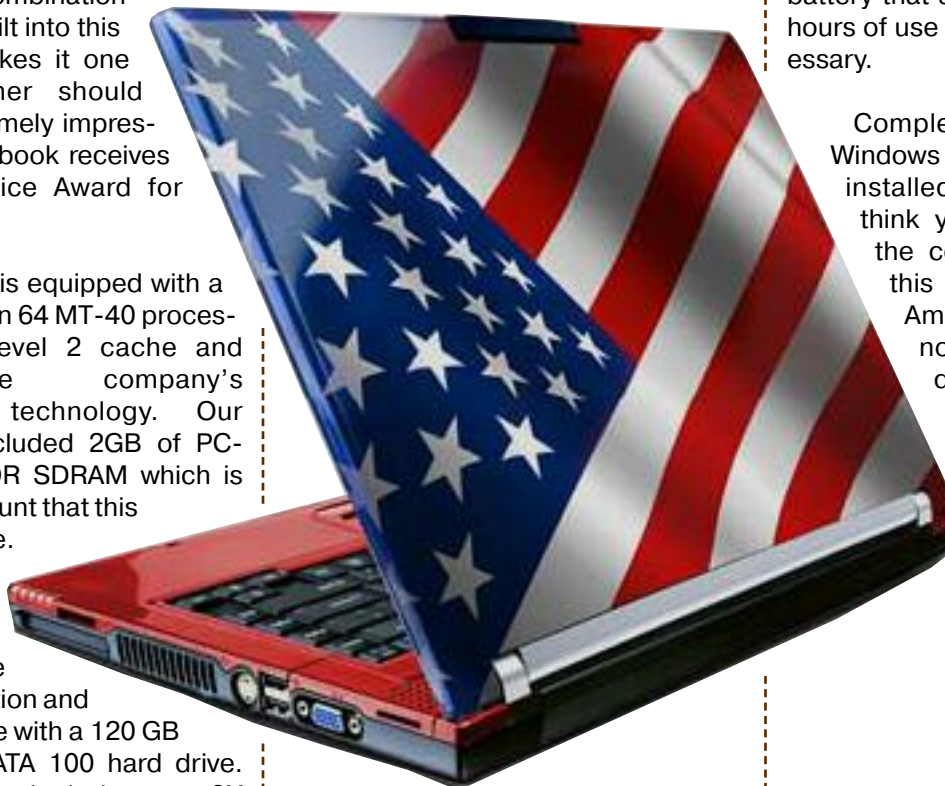 ilt into this
kes it one
her should
mely impres-
book receives
ice Award for
is equipped with a
n 64 MT-40 proces-
evel 2 cache and
e company's
technology. Our
cluded 2GB of PC-
DR SDRAM which is
unt that this
e.
e
tion and
e with a 120 GB
ATA 100 hard drive.
hours of use
essary.
Comple
Windows
installed
think y
the c
this
Am
no